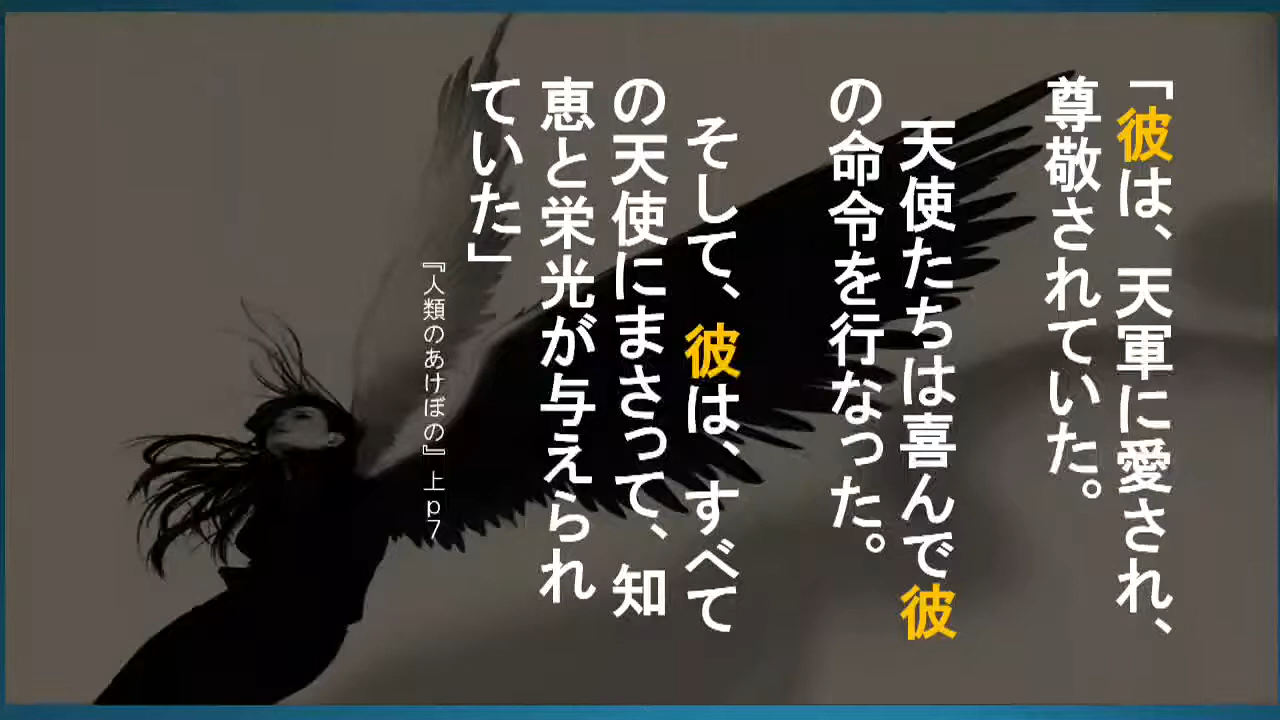 「彼は、天軍に愛され、
尊敬されていた。
天使たちは喜んで彼
の命令を行なった。
そして、彼は、すべて
の天使にまさって、知
恵と栄光が与えられ
ていた」
『人類のあけぼの』上p7